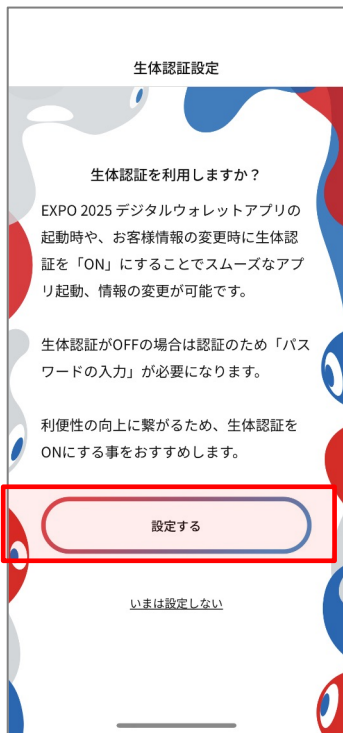 生体認証設定
生体認証を利用しますか？
EXPO 2025 デジタルウォレットアプリの
起動時や、お客様情報の変更時に生体認
証を「ON」にすることでスムーズなアプ
リ起動、情報の変更が可能です。
生体認証がOFFの場合は認証のため「パス
ワードの入力」が必要になります。
利便性の向上に繋がるため、生体認証を
ONにする事をおすすめします。
設定する
いまは設定しない